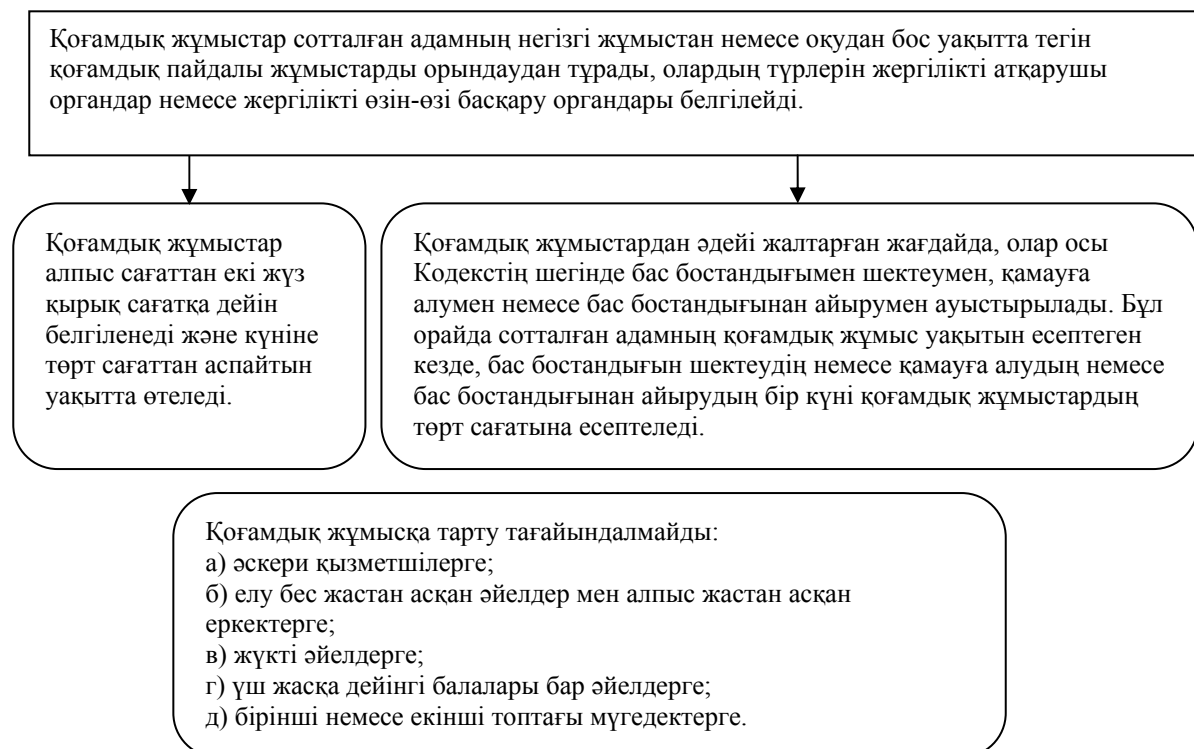 Қоғамдық жұмыстар сотталған адамның негізгі жұмыстан немесе оқудан бос уақытта тегін
қоғамдық пайдалы жұмыстарды орындаудан тұрады, олардың түрлерін жергілікті атқарушы
органдар немесе жергілікті өзін-өзі басқару органдары белгілейді.
Қоғамдық жұмыстар
алпыс сағаттан екі жүз
қырық сағатқа дейін
белгіленеді және күніне
төрт сағаттан аспайтын
уақытта өтеледі.
Қоғамдық жұмыстардан әдейі жалтарған жағдайда, олар осы
Кодекстің шегінде бас бостандығымен шектеумен, қамауға
алумен немесе бас бостандығынан айырумен ауыстырылады. Бұл
орайда сотталған адамның қоғамдық жұмыс уақытын есептеген
кезде, бас бостандығын шектеудің немесе қамауға алудың немесе
бас бостандығынан айырудың бір күні қоғамдық жұмыстардың
төрт сағатына есептеледі.
Қоғамдық жұмысқа тарту тағайындалмайды:
а) әскери қызметшілерге;
б) елу бес жастан асқан әйелдер мен алпыс жастан асқан
еркектерге;
в) жүкті әйелдерге;
г) үш жасқа дейінгі балалары бар әйелдерге;
д) бірінші немесе екінші топтағы мүгедектерге.